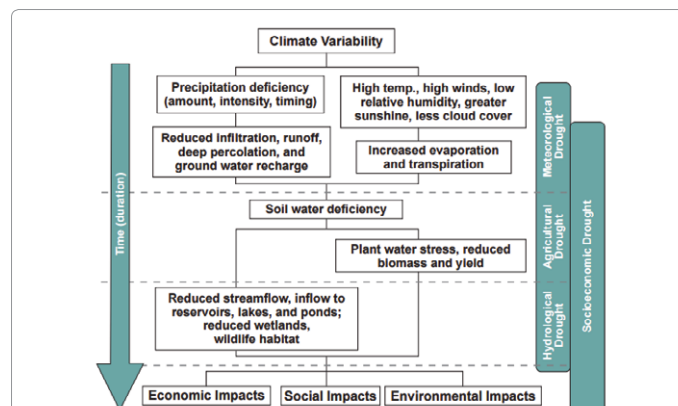 Climate Variability
Precipitation deficiency
(amount, intensity, timing)
High temp., high winds, low
relative humidity, greater
sunshine, less cloud cover
Reduced infiltration, runoff,
deep percolation, and
ground water recharge
Increased evaporation
and transpiration
Soil water deficiency
Plant water stress, reduced
biomass and yield
Reduced streamflow, inflow to
reservoirs, lakes, and ponds;
reduced wetlands,
wildlife habitat
Economic Impacts
Social Impacts
Environmental Impacts
Time (duration)
Meteorological
Drought
Agricultural
Drought
Hydrological
Drought
Socioeconomic Drought